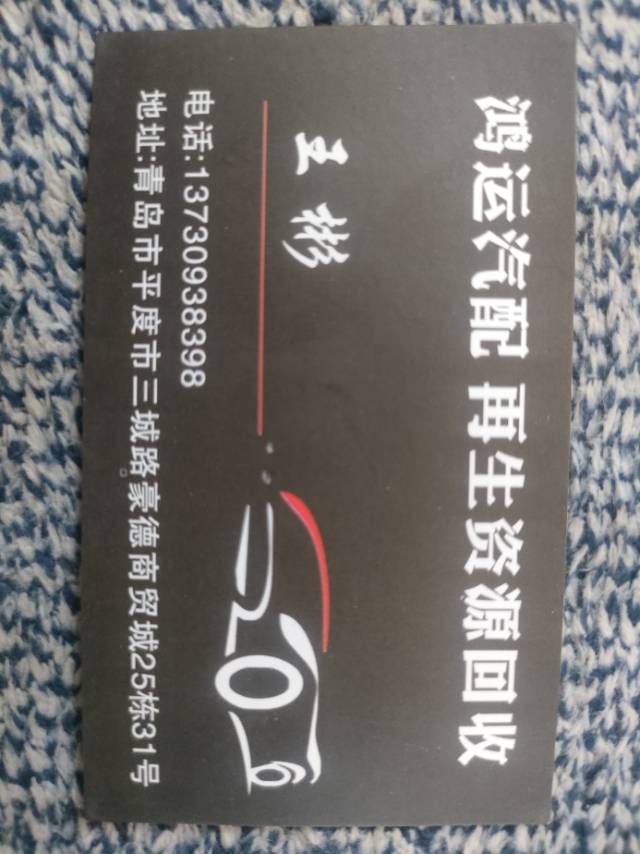 鸿运汽配 再生资源回收
王彬
电话:13730938398
地址:青岛市平度市三城路豪德商贸城25栋31号